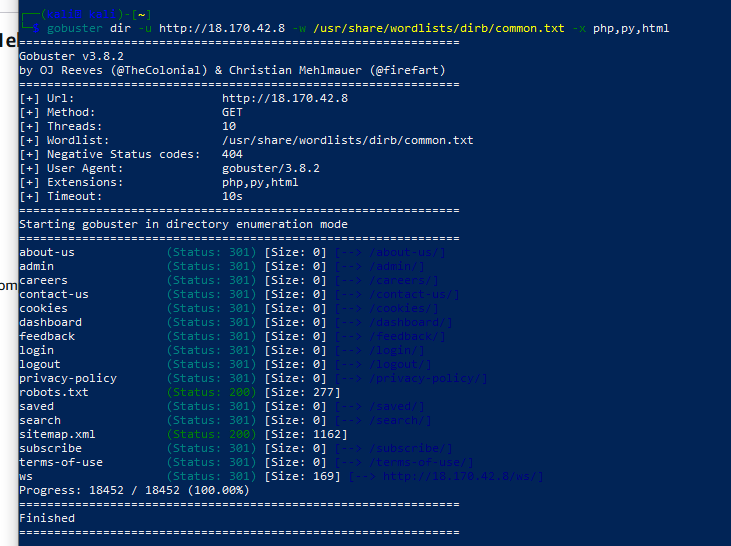 ┌──(kali㉿kali)-[~]
└─$ gobuster dir -u http://18.170.42.8 -w /usr/share/wordlists/dirb/common.txt -x php,py,html
===============================================================
Gobuster v3.8.2
by OJ Reeves (@TheColonial) & Christian Mehlmauer (@firefart)
===============================================================
[+] Url:                     http://18.170.42.8
[+] Method:                  GET
[+] Threads:                 10
[+] Wordlist:                /usr/share/wordlists/dirb/common.txt
[+] Negative Status codes:   404
[+] User Agent:              gobuster/3.8.2
[+] Extensions:              php,py,html
[+] Timeout:                 10s
===============================================================
Starting gobuster in directory enumeration mode
===============================================================
about-us             (Status: 301) [Size: 0] [--> /about-us/]
admin                (Status: 301) [Size: 0] [--> /admin/]
careers              (Status: 301) [Size: 0] [--> /careers/]
contact-us           (Status: 301) [Size: 0] [--> /contact-us/]
cookies              (Status: 301) [Size: 0] [--> /cookies/]
dashboard            (Status: 301) [Size: 0] [--> /dashboard/]
feedback             (Status: 301) [Size: 0] [--> /feedback/]
login                (Status: 301) [Size: 0] [--> /login/]
logout               (Status: 301) [Size: 0] [--> /logout/]
privacy-policy       (Status: 301) [Size: 0] [--> /privacy-policy/]
robots.txt           (Status: 200) [Size: 277]
saved                (Status: 301) [Size: 0] [--> /saved/]
search               (Status: 301) [Size: 0] [--> /search/]
sitemap.xml          (Status: 200) [Size: 1162]
subscribe            (Status: 301) [Size: 0] [--> /subscribe/]
terms-of-use         (Status: 301) [Size: 0] [--> /terms-of-use/]
ws                   (Status: 301) [Size: 169] [--> http://18.170.42.8/ws/]
Progress: 18452 / 18452 (100.00%)
===============================================================
Finished
===============================================================